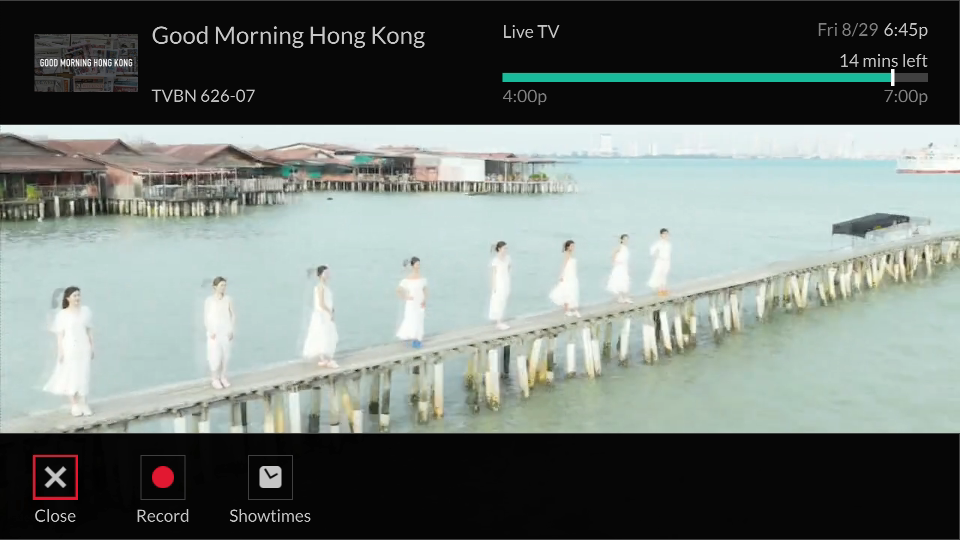 Good Morning Hong Kong
GOOD MORNING HONG KONG
TVBN 626-07
Live TV
Fri 8/29 6:45p
14 mins left
4:00p
7:00p
Close
Record
Showtimes